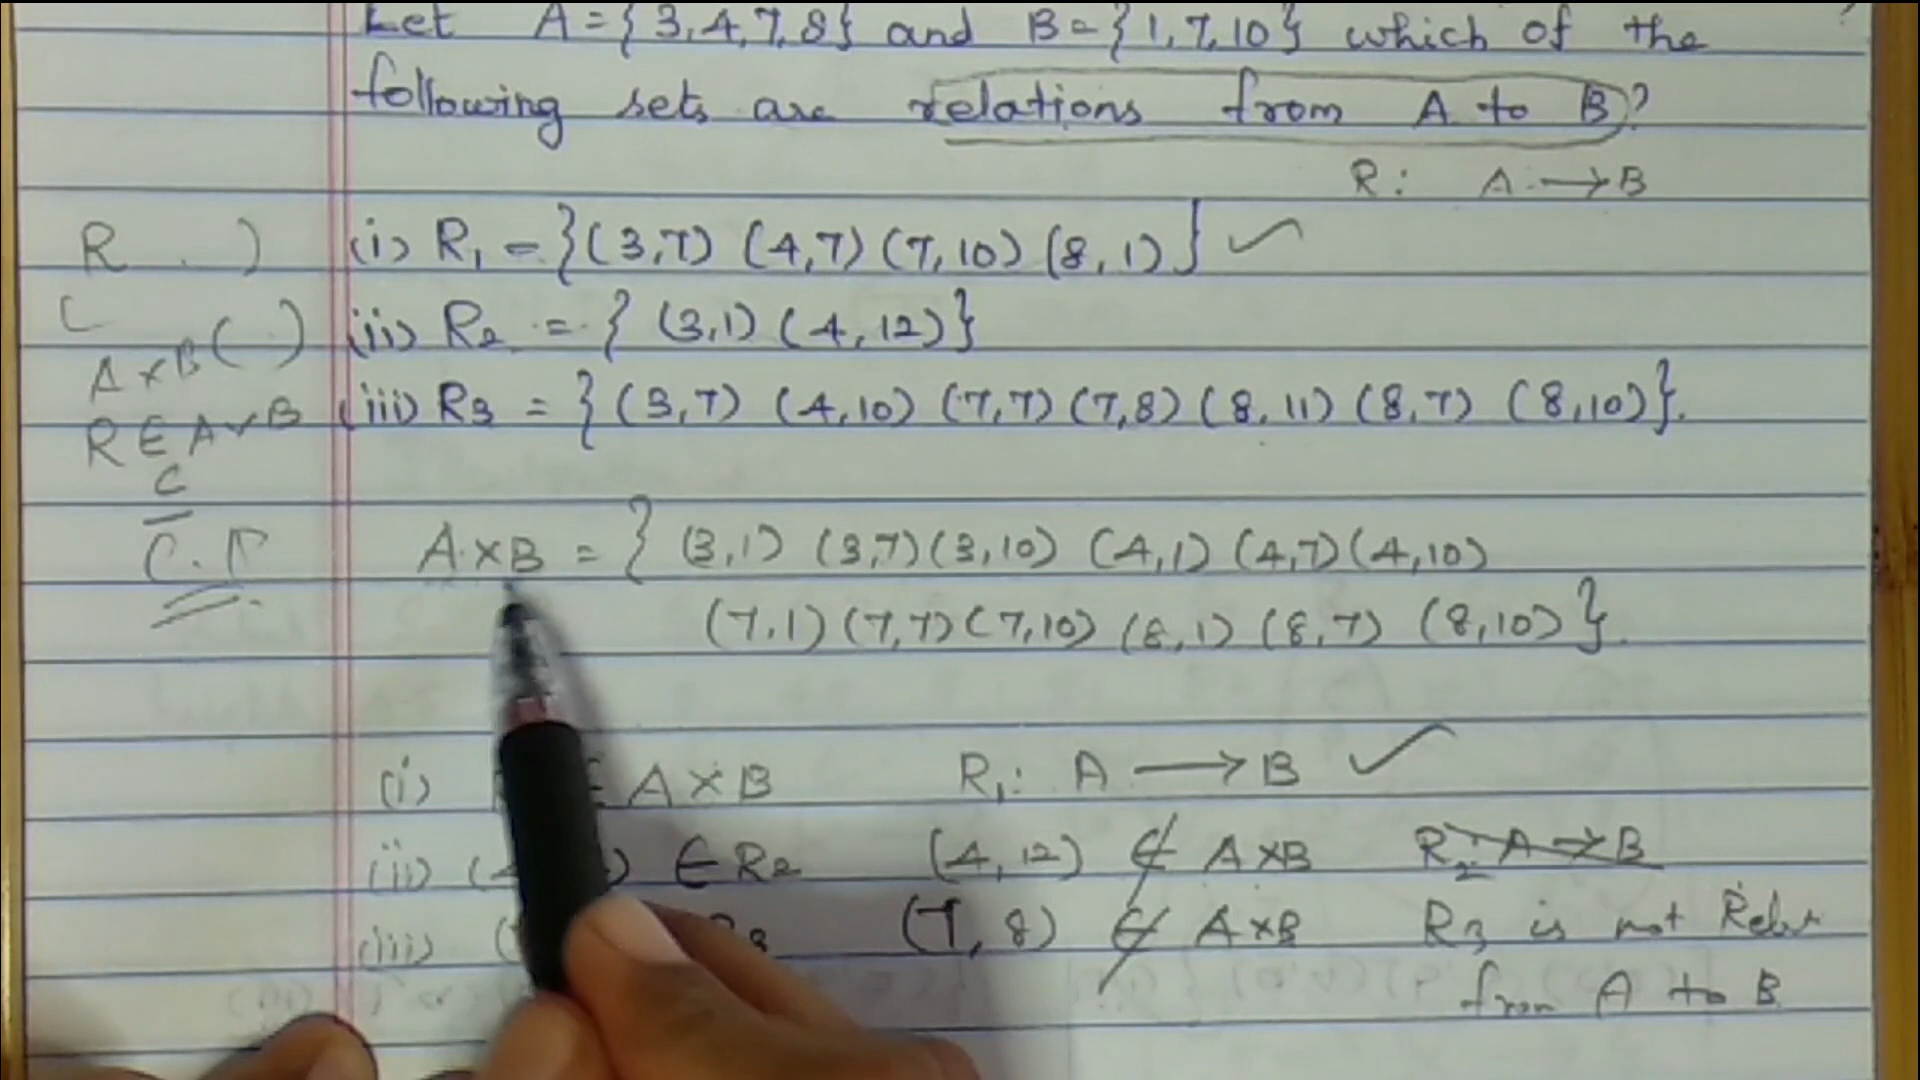 Let A = {3,4,7,8} and B = {1,7,10} which of the
following sets are relations from A to B?
R: A → B
R . )
(i) R₁ = {(3,7) (4,7) (7,10) (8,1)} ✓
(ii) R₂ = { (3,1) (4,12)}
A×B ( )
(iii) R3 = {(3,7) (4,10) (7,7) (7,8) (8,11) (8,7) (8,10)}.
R ∈ A×B
⊆
C.P
A×B = { (3,1) (3,7) (3,10) (4,1) (4,7) (4,10)
(7,1) (7,7) (7,10) (8,1) (8,7) (8,10) }.
(i) ∈ A×B R₁: A → B ✓
(ii) ( ) ∈ R₂ (4,12) ∉ A×B R₂: A → B
(iii) ( (7,8) ∉ A×B R3 is not
from A to B